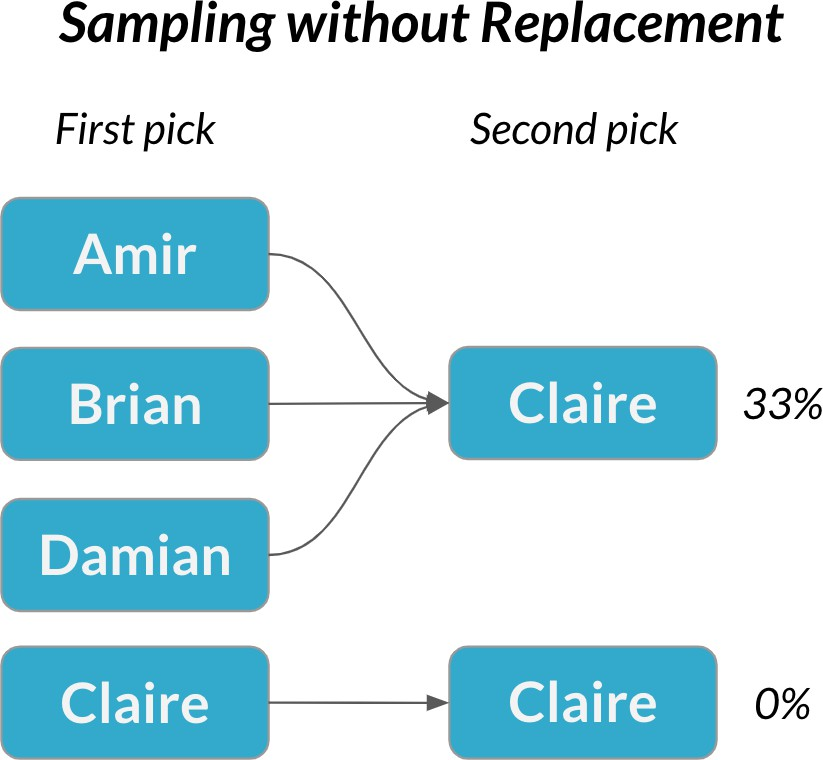 Sampling without Replacement
First pick
Second pick
Amir
Brian
Claire
33%
Damian
Claire
Claire
0%